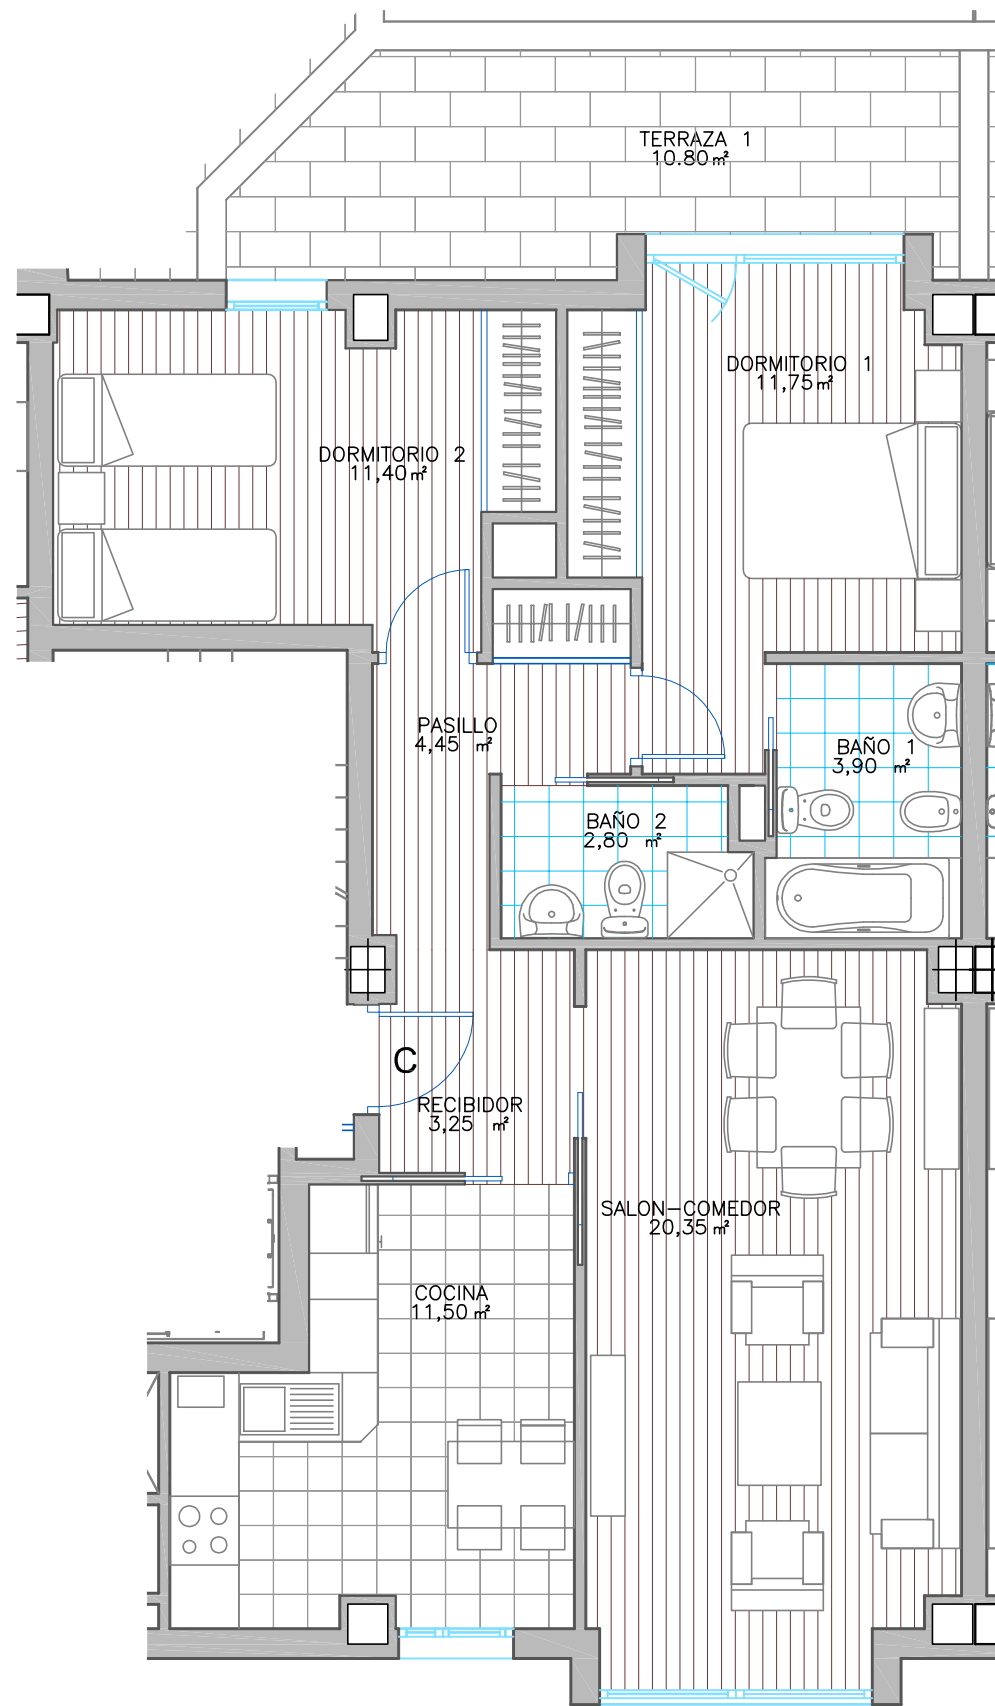 TERRAZA 1
10.80 m²
DORMITORIO 1
11,75 m²
DORMITORIO 2
11,40 m²
PASILLO
4,45 m²
BAÑO 1
3,90 m²
BAÑO 2
2,80 m²
C
RECIBIDOR
3,25 m²
SALON-COMEDOR
20,35 m²
COCINA
11,50 m²